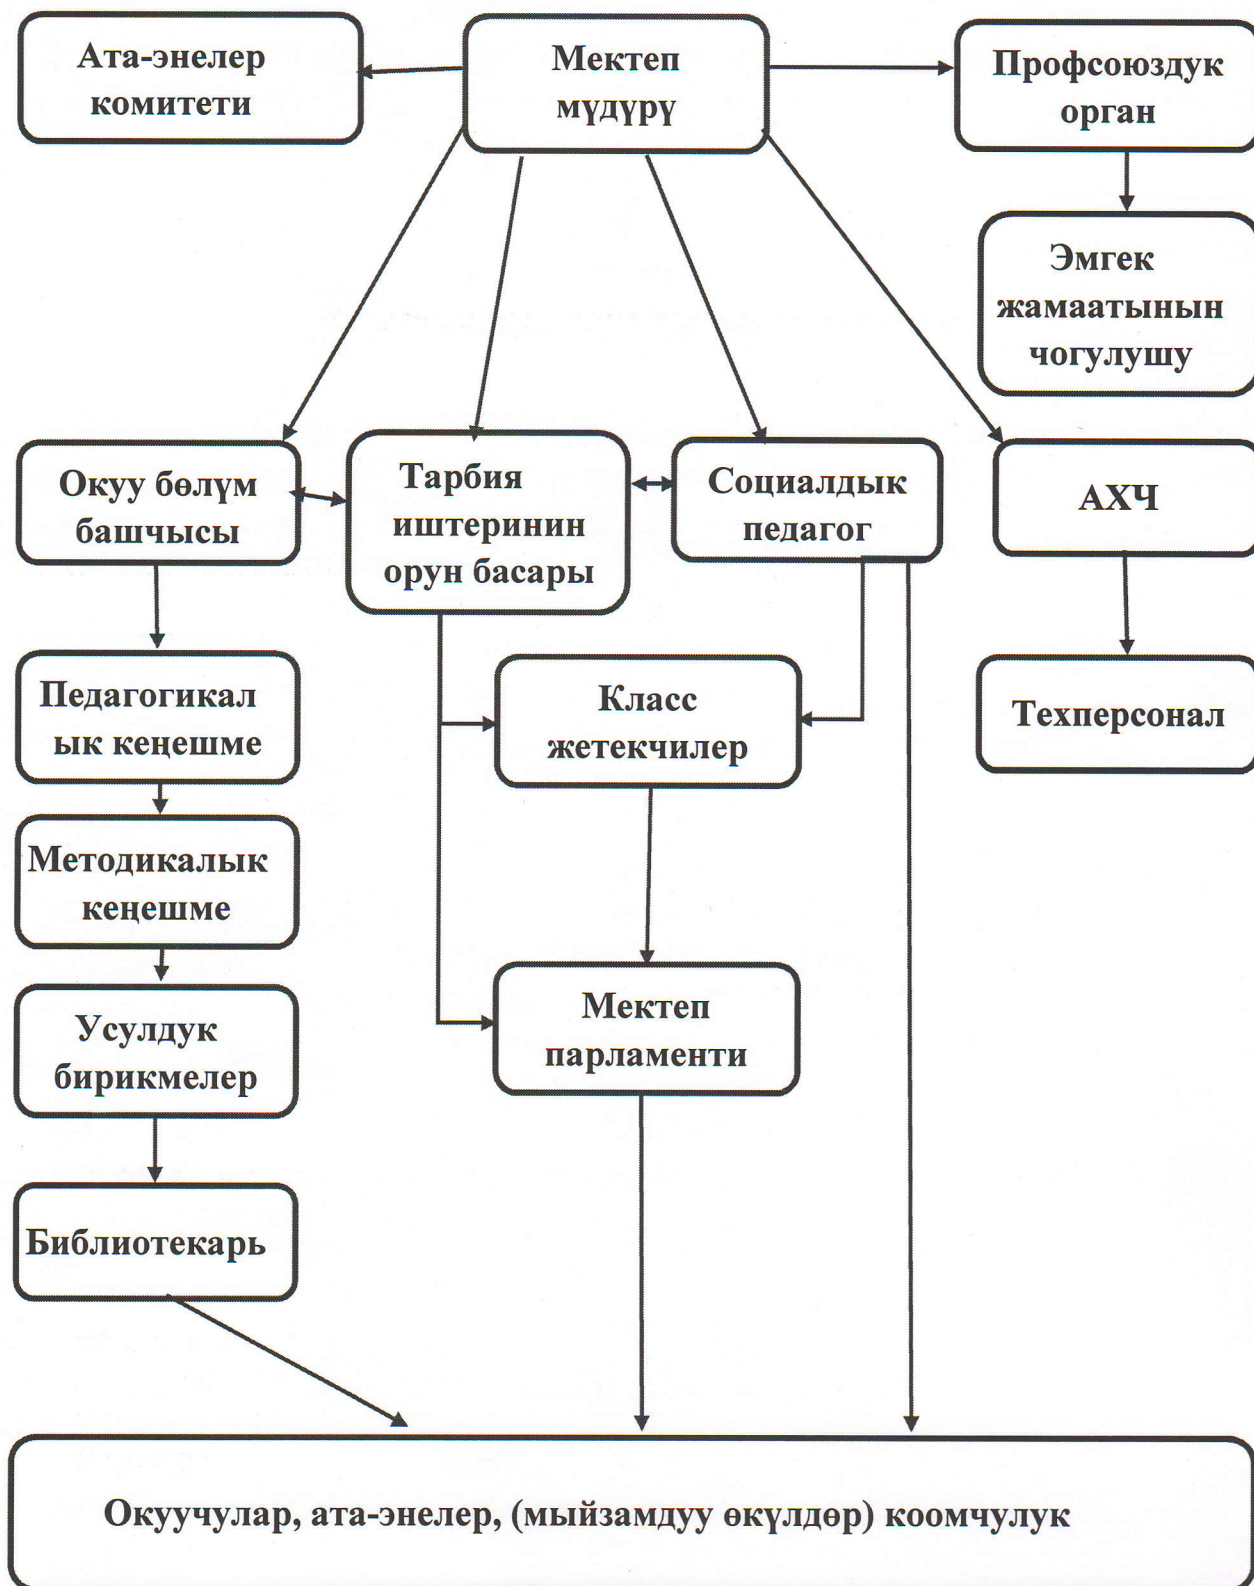 Ата-энелер
комитети
Мектеп
мүдүрү
Профсоюздук
орган
Эмгек
жамаатынын
чогулушу
Окуу бөлүм
башчысы
Тарбия
иштеринин
орун басары
Социалдык
педагог
АХЧ
Педагогикал
ык кеңешме
Класс
жетекчилер
Техперсонал
Методикалык
кеңешме
Усулдук
бирикмелер
Мектеп
парламенти
Библиотекарь
Окуучулар, ата-энелер, (мыйзамдуу өкүлдөр) коомчулук